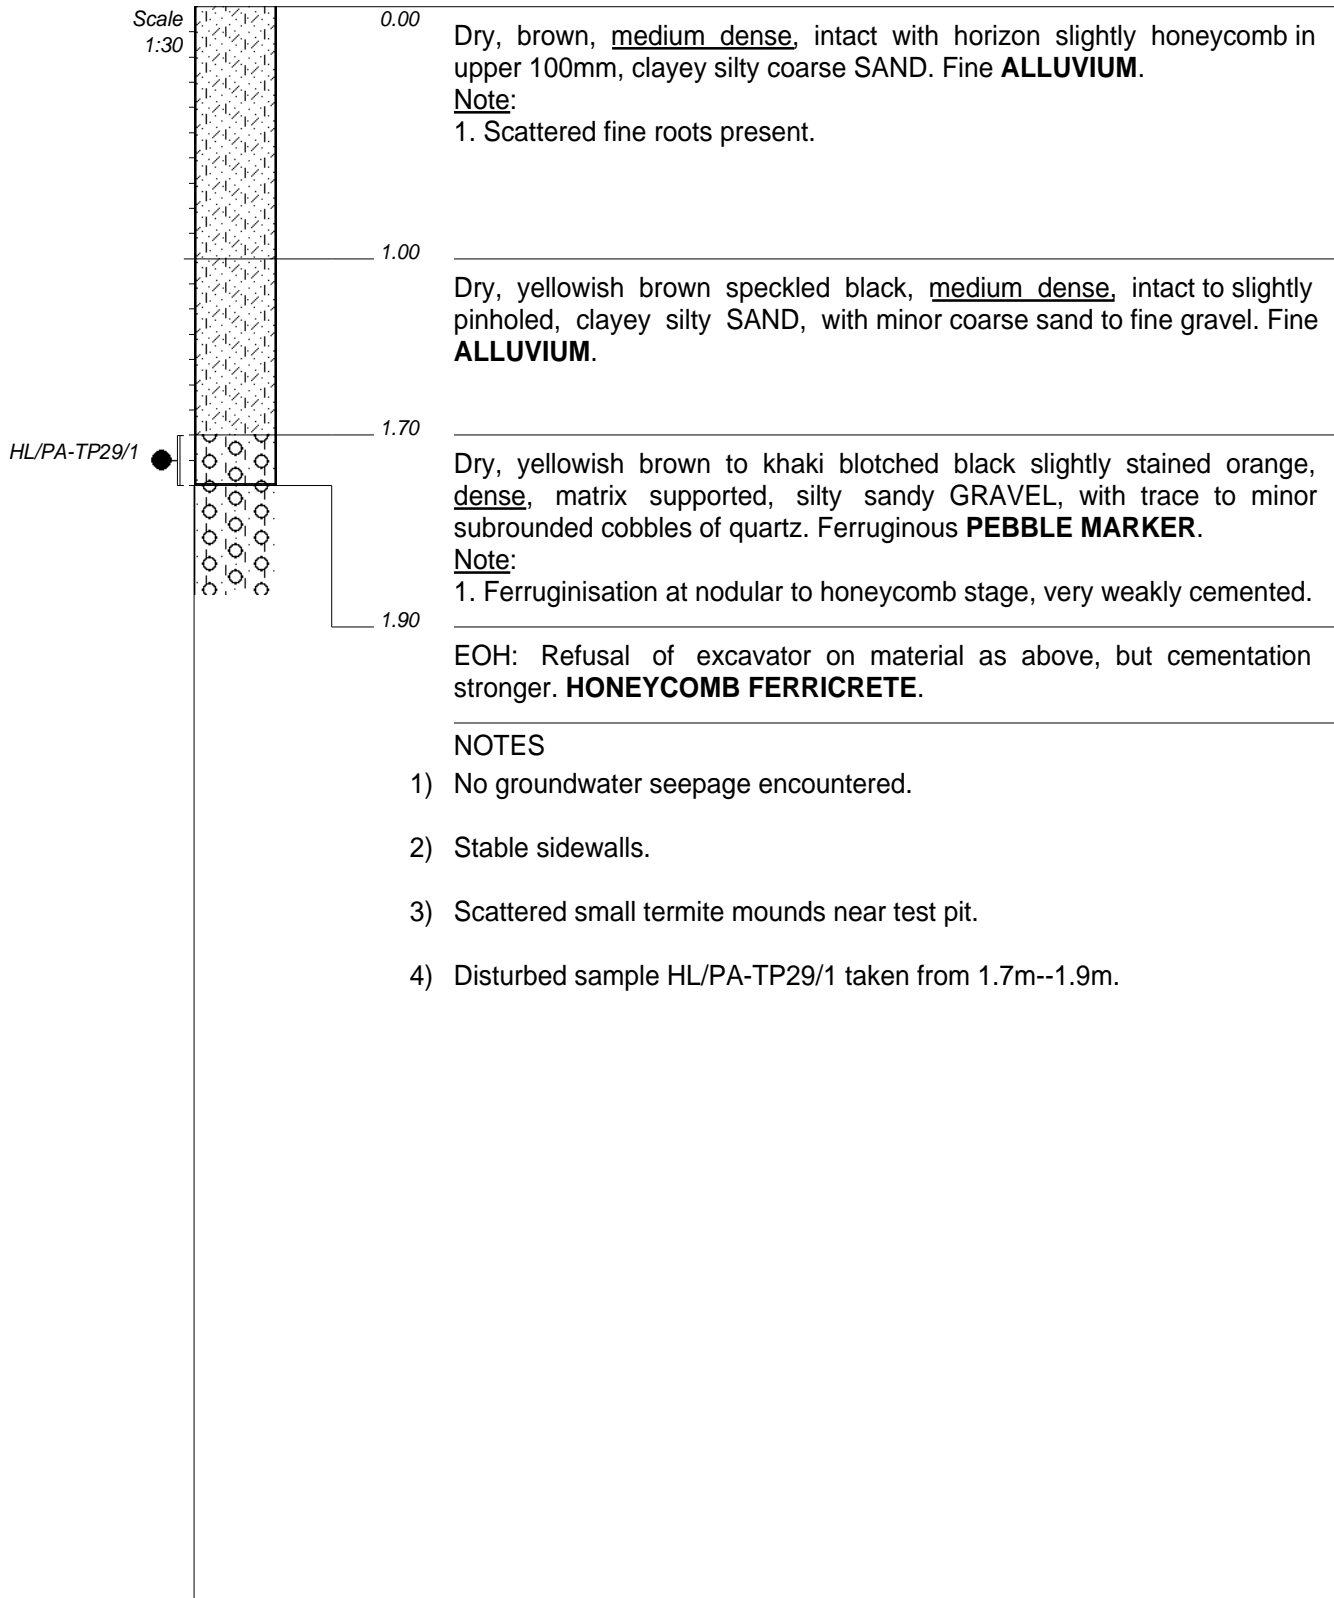 Scale
1:30
0.00
Dry, brown, medium dense, intact with horizon slightly honeycomb in
upper 100mm, clayey silty coarse SAND. Fine ALLUVIUM.
Note:
1. Scattered fine roots present.
1.00
Dry, yellowish brown speckled black, medium dense, intact to slightly
pinholed, clayey silty SAND, with minor coarse sand to fine gravel. Fine
ALLUVIUM.
1.70
HL/PA-TP29/1
Dry, yellowish brown to khaki blotched black slightly stained orange,
dense, matrix supported, silty sandy GRAVEL, with trace to minor
subrounded cobbles of quartz. Ferruginous PEBBLE MARKER.
Note:
1. Ferruginisation at nodular to honeycomb stage, very weakly cemented.
1.90
EOH: Refusal of excavator on material as above, but cementation
stronger. HONEYCOMB FERRICRETE.
NOTES
1) No groundwater seepage encountered.
2) Stable sidewalls.
3) Scattered small termite mounds near test pit.
4) Disturbed sample HL/PA-TP29/1 taken from 1.7m--1.9m.